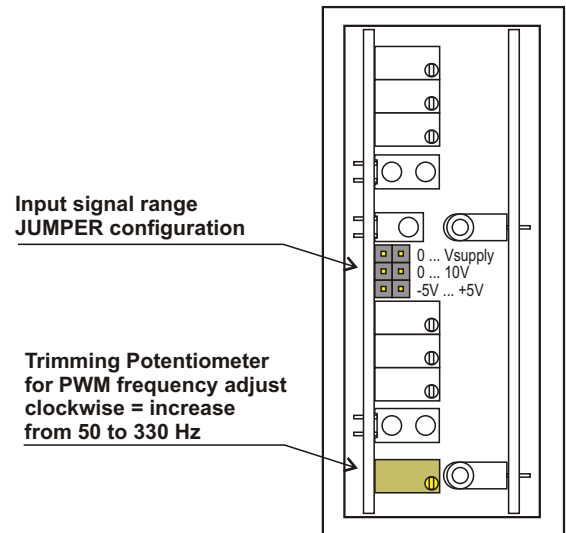 Input signal range
JUMPER configuration
0 ... Vsupply
0 ... 10V
-5V ... +5V
Trimming Potentiometer
for PWM frequency adjust
clockwise = increase
from 50 to 330 Hz